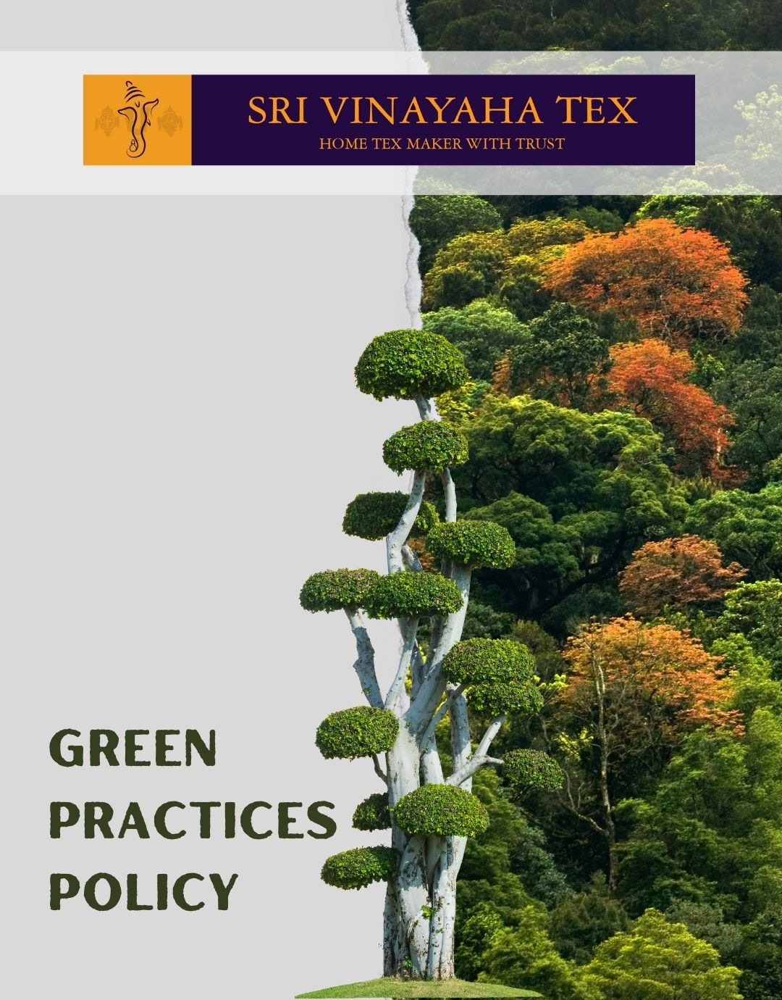 SRI VINAYAHA TEX
HOME TEX MAKER WITH TRUST
GREEN
PRACTICES
POLICY